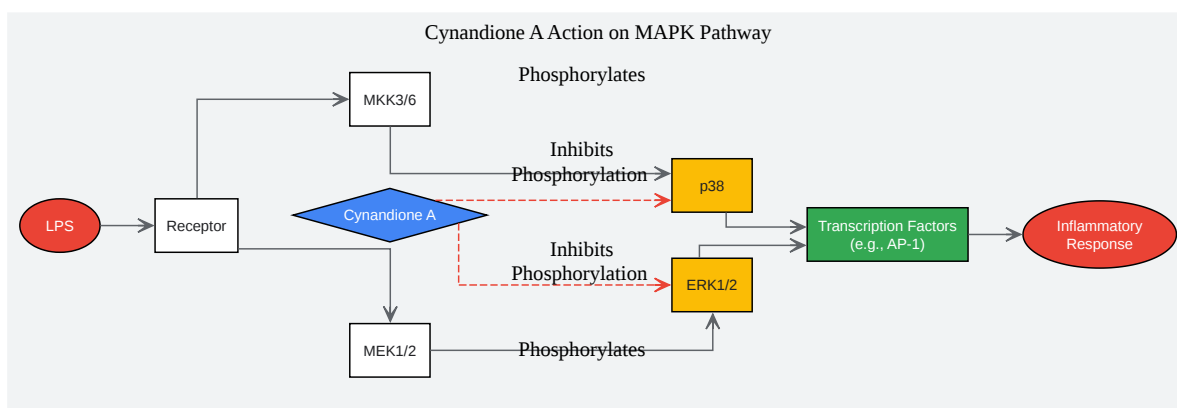 Cynandione A Action on MAPK Pathway
Phosphorylates
MKK3/6
Inhibits
Phosphorylation
p38
Cynandione A
LPS
Receptor
Transcription Factors
(e.g., AP-1)
Inflammatory
Response
Inhibits
Phosphorylation
ERK1/2
MEK1/2
Phosphorylates